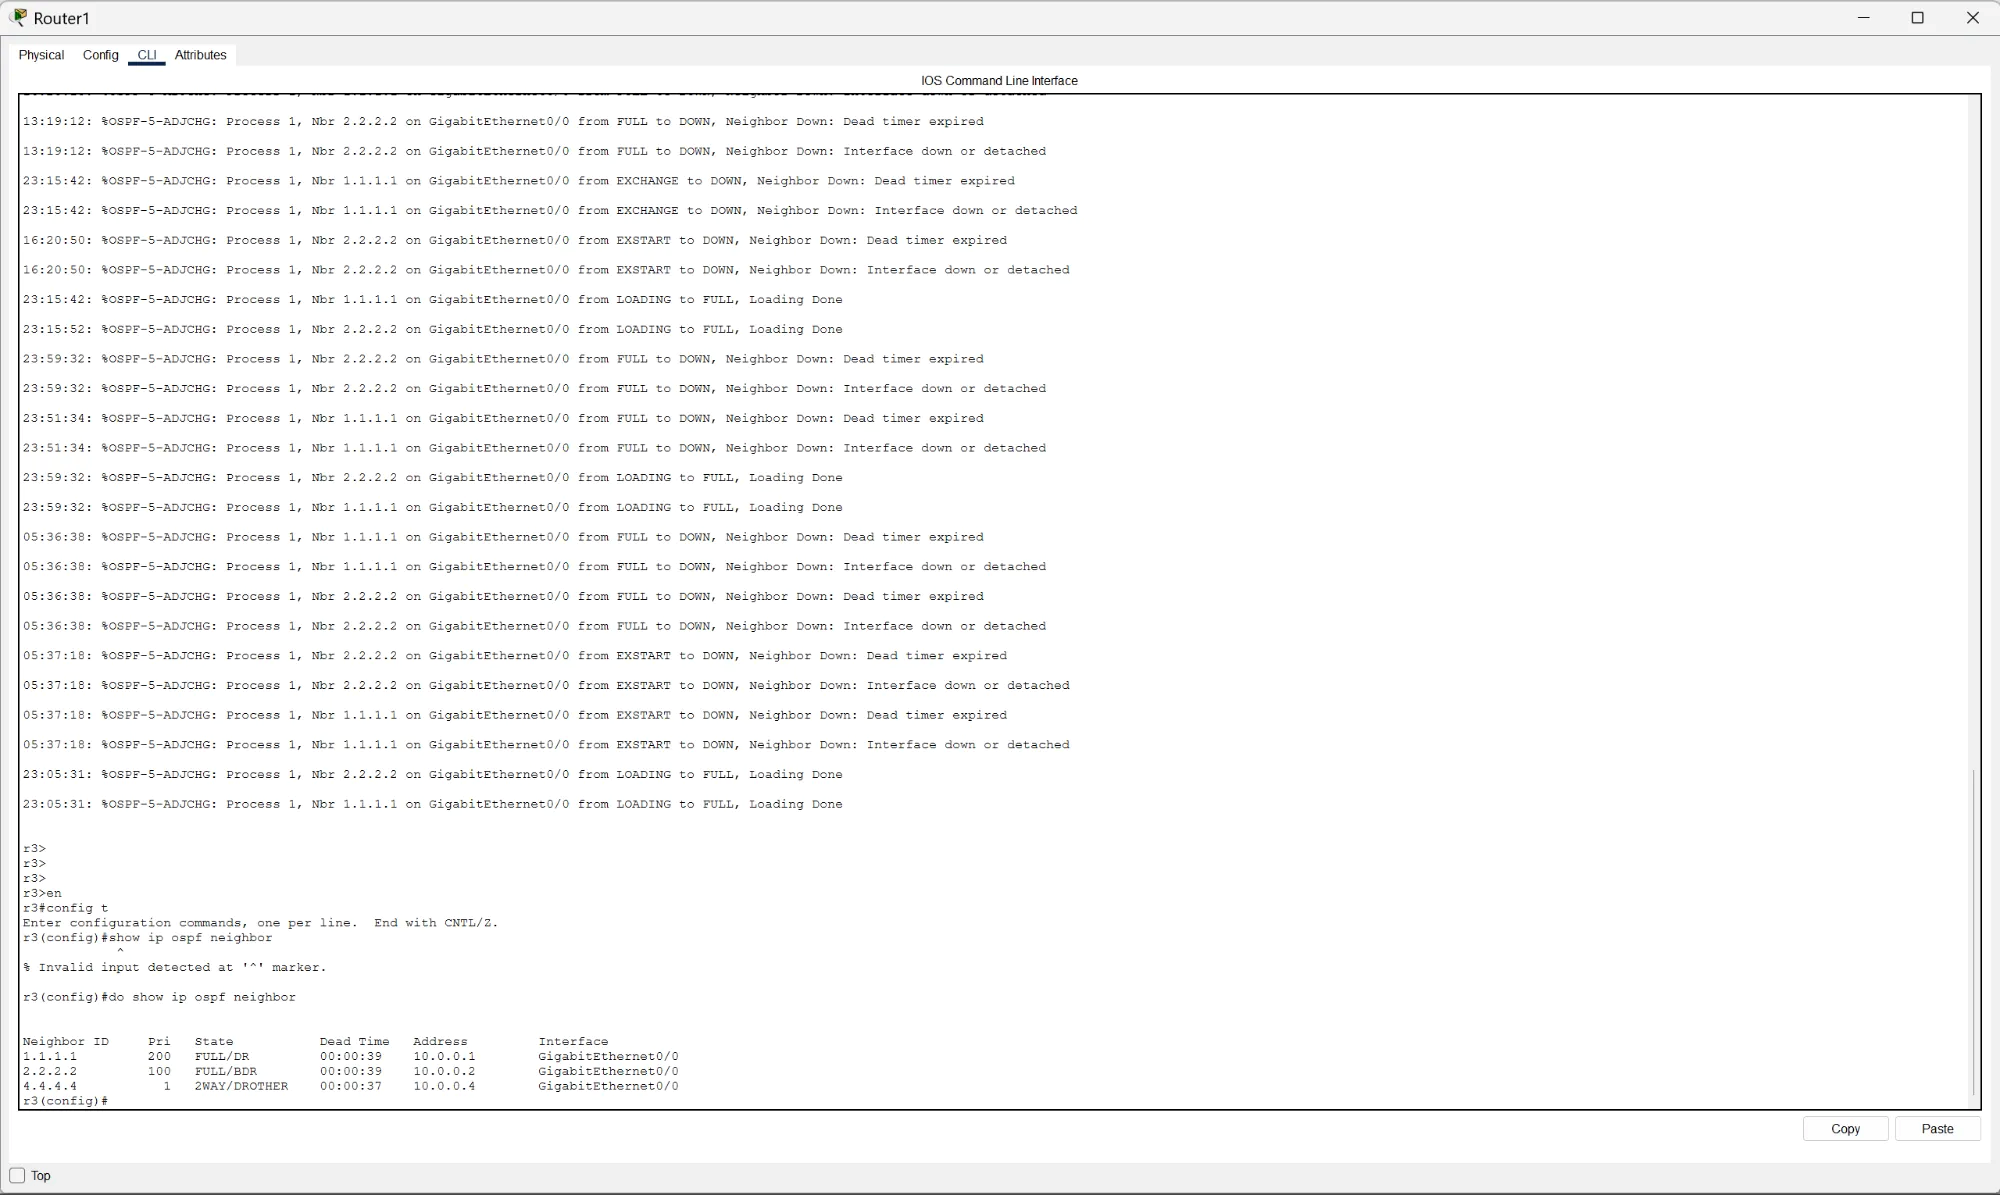 Router1
Physical Config CLI Attributes
IOS Command Line Interface
13:19:12: %OSPF-5-ADJCHG: Process 1, Nbr 2.2.2.2 on GigabitEthernet0/0 from FULL to DOWN, Neighbor Down: Dead timer expired
13:19:12: %OSPF-5-ADJCHG: Process 1, Nbr 2.2.2.2 on GigabitEthernet0/0 from FULL to DOWN, Neighbor Down: Interface down or detached
23:15:42: %OSPF-5-ADJCHG: Process 1, Nbr 1.1.1.1 on GigabitEthernet0/0 from EXCHANGE to DOWN, Neighbor Down: Dead timer expired
23:15:42: %OSPF-5-ADJCHG: Process 1, Nbr 1.1.1.1 on GigabitEthernet0/0 from EXCHANGE to DOWN, Neighbor Down: Interface down or detached
16:20:50: %OSPF-5-ADJCHG: Process 1, Nbr 2.2.2.2 on GigabitEthernet0/0 from EXSTART to DOWN, Neighbor Down: Dead timer expired
16:20:50: %OSPF-5-ADJCHG: Process 1, Nbr 2.2.2.2 on GigabitEthernet0/0 from EXSTART to DOWN, Neighbor Down: Interface down or detached
23:15:42: %OSPF-5-ADJCHG: Process 1, Nbr 1.1.1.1 on GigabitEthernet0/0 from LOADING to FULL, Loading Done
23:15:52: %OSPF-5-ADJCHG: Process 1, Nbr 2.2.2.2 on GigabitEthernet0/0 from LOADING to FULL, Loading Done
23:59:32: %OSPF-5-ADJCHG: Process 1, Nbr 2.2.2.2 on GigabitEthernet0/0 from FULL to DOWN, Neighbor Down: Dead timer expired
23:59:32: %OSPF-5-ADJCHG: Process 1, Nbr 2.2.2.2 on GigabitEthernet0/0 from FULL to DOWN, Neighbor Down: Interface down or detached
23:51:34: %OSPF-5-ADJCHG: Process 1, Nbr 1.1.1.1 on GigabitEthernet0/0 from FULL to DOWN, Neighbor Down: Dead timer expired
23:51:34: %OSPF-5-ADJCHG: Process 1, Nbr 1.1.1.1 on GigabitEthernet0/0 from FULL to DOWN, Neighbor Down: Interface down or detached
23:59:32: %OSPF-5-ADJCHG: Process 1, Nbr 2.2.2.2 on GigabitEthernet0/0 from LOADING to FULL, Loading Done
23:59:32: %OSPF-5-ADJCHG: Process 1, Nbr 1.1.1.1 on GigabitEthernet0/0 from LOADING to FULL, Loading Done
05:36:38: %OSPF-5-ADJCHG: Process 1, Nbr 1.1.1.1 on GigabitEthernet0/0 from FULL to DOWN, Neighbor Down: Dead timer expired
05:36:38: %OSPF-5-ADJCHG: Process 1, Nbr 1.1.1.1 on GigabitEthernet0/0 from FULL to DOWN, Neighbor Down: Interface down or detached
05:36:38: %OSPF-5-ADJCHG: Process 1, Nbr 2.2.2.2 on GigabitEthernet0/0 from FULL to DOWN, Neighbor Down: Dead timer expired
05:36:38: %OSPF-5-ADJCHG: Process 1, Nbr 2.2.2.2 on GigabitEthernet0/0 from FULL to DOWN, Neighbor Down: Interface down or detached
05:37:18: %OSPF-5-ADJCHG: Process 1, Nbr 2.2.2.2 on GigabitEthernet0/0 from EXSTART to DOWN, Neighbor Down: Dead timer expired
05:37:18: %OSPF-5-ADJCHG: Process 1, Nbr 2.2.2.2 on GigabitEthernet0/0 from EXSTART to DOWN, Neighbor Down: Interface down or detached
05:37:18: %OSPF-5-ADJCHG: Process 1, Nbr 1.1.1.1 on GigabitEthernet0/0 from EXSTART to DOWN, Neighbor Down: Dead timer expired
05:37:18: %OSPF-5-ADJCHG: Process 1, Nbr 1.1.1.1 on GigabitEthernet0/0 from EXSTART to DOWN, Neighbor Down: Interface down or detached
23:05:31: %OSPF-5-ADJCHG: Process 1, Nbr 2.2.2.2 on GigabitEthernet0/0 from LOADING to FULL, Loading Done
23:05:31: %OSPF-5-ADJCHG: Process 1, Nbr 1.1.1.1 on GigabitEthernet0/0 from LOADING to FULL, Loading Done
r3>
r3>
r3>
r3>en
r3#config t
Enter configuration commands, one per line.  End with CNTL/Z.
r3(config)#show ip ospf neighbor
^
% Invalid input detected at '^' marker.
r3(config)#do show ip ospf neighbor
Neighbor ID     Pri   State           Dead Time   Address         Interface
1.1.1.1         200   FULL/DR         00:00:39    10.0.0.1        GigabitEthernet0/0
2.2.2.2         100   FULL/BDR        00:00:39    10.0.0.2        GigabitEthernet0/0
4.4.4.4           1   2WAY/DROTHER    00:00:37    10.0.0.4        GigabitEthernet0/0
r3(config)#
Copy Paste
Top